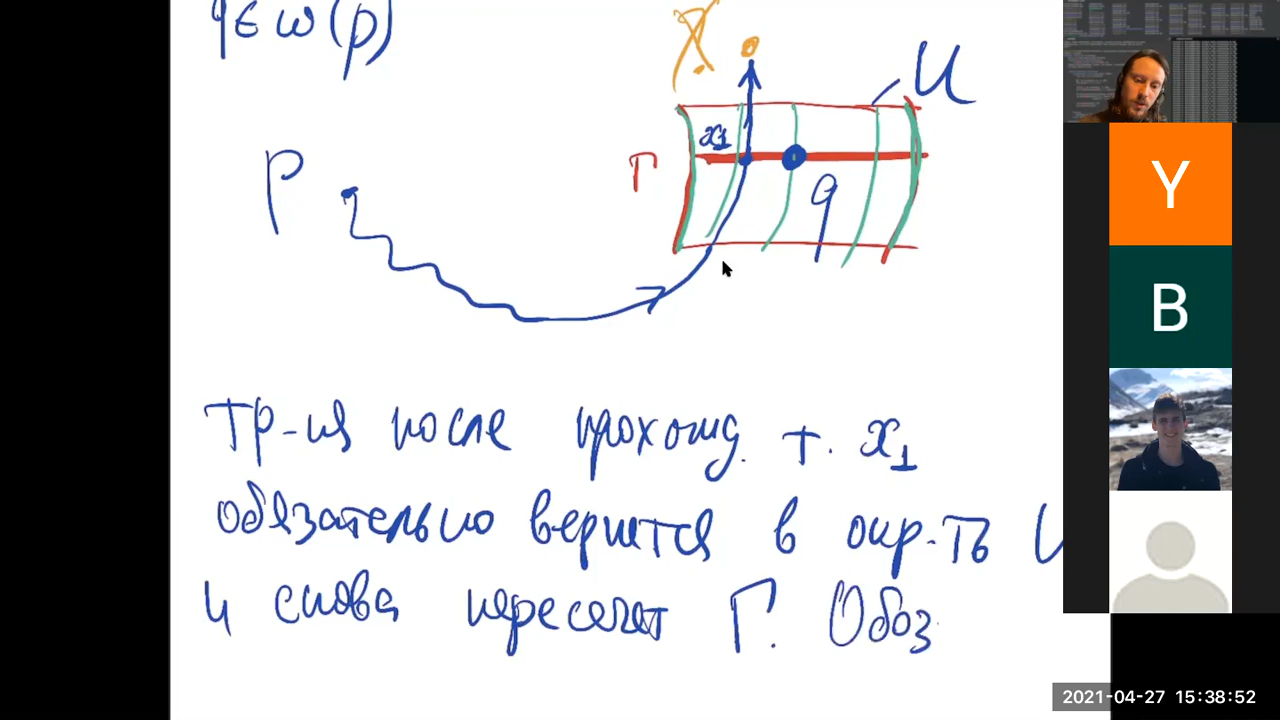 q ∈ ω(p)
X
U
x₁
Γ
P
q
Тр-ия после прохожд. т. x₁
обязательно вернется в окр-ть U
и снова пересечет Γ. Обоз.
Y
B
2021-04-27 15:38:52